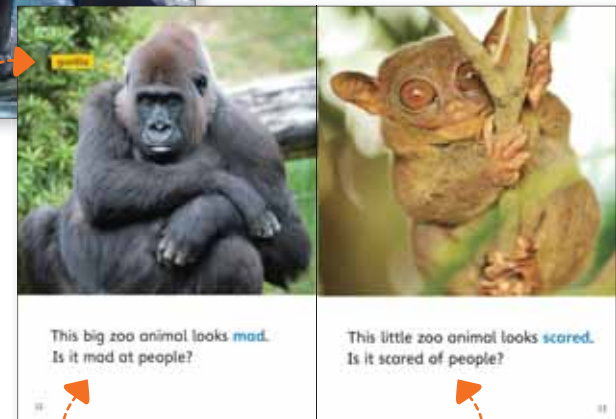 gorilla
This big zoo animal looks mad.
Is it mad at people?
This little zoo animal looks scared.
Is it scared of people?